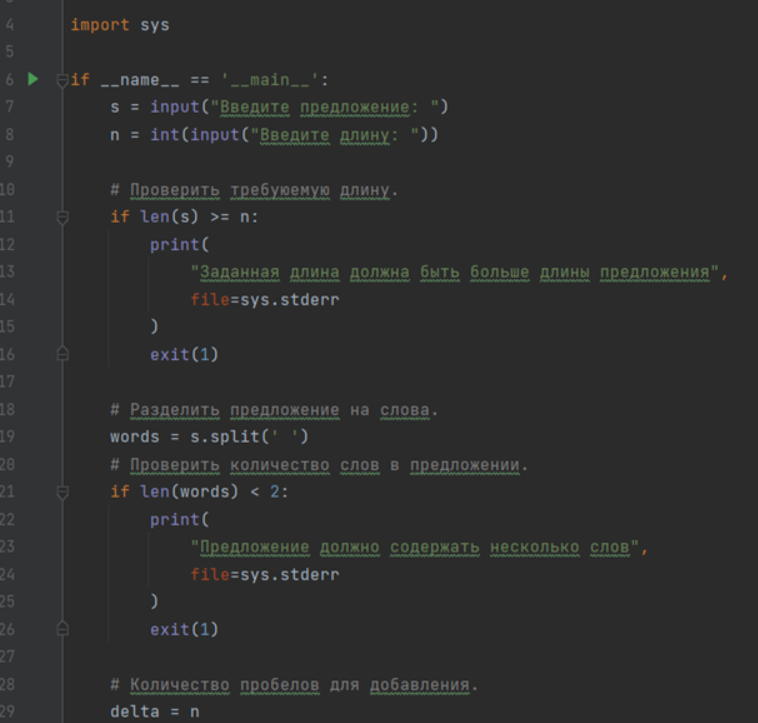 4 import sys
5
6 if __name__ == '__main__':
7 s = input("Введите предложение: ")
8 n = int(input("Введите длину: "))
9
10 # Проверить требуюемую длину.
11 if len(s) >= n:
12 print(
13 "Заданная длина должна быть больше длины предложения",
14 file=sys.stderr
15 )
16 exit(1)
17
18 # Разделить предложение на слова.
19 words = s.split(' ')
20 # Проверить количество слов в предложении.
21 if len(words) < 2:
22 print(
23 "Предложение должно содержать несколько слов",
24 file=sys.stderr
25 )
26 exit(1)
27
28 # Количество пробелов для добавления.
29 delta = n